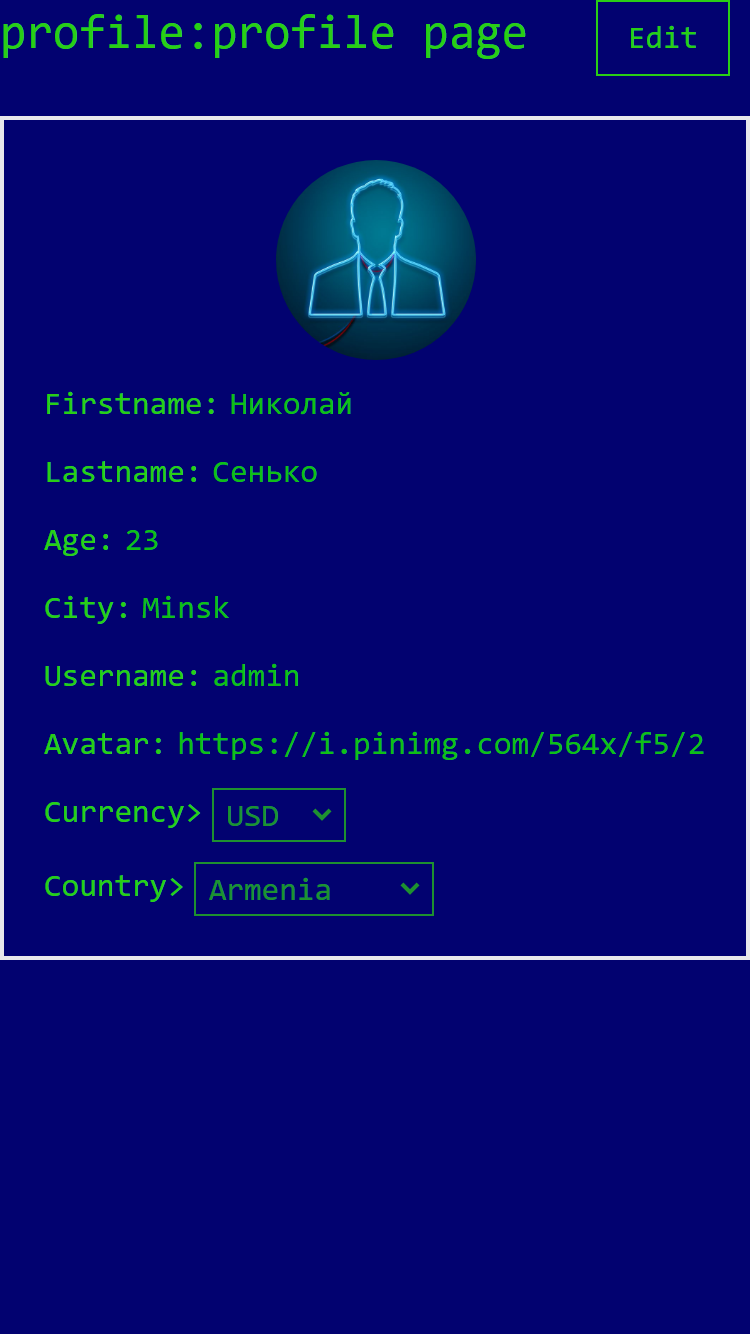 profile:profile page
Edit
Firstname: Николай
Lastname: Сенько
Age: 23
City: Minsk
Username: admin
Avatar: https://i.pinimg.com/564x/f5/2
Currency> USD
Country> Armenia